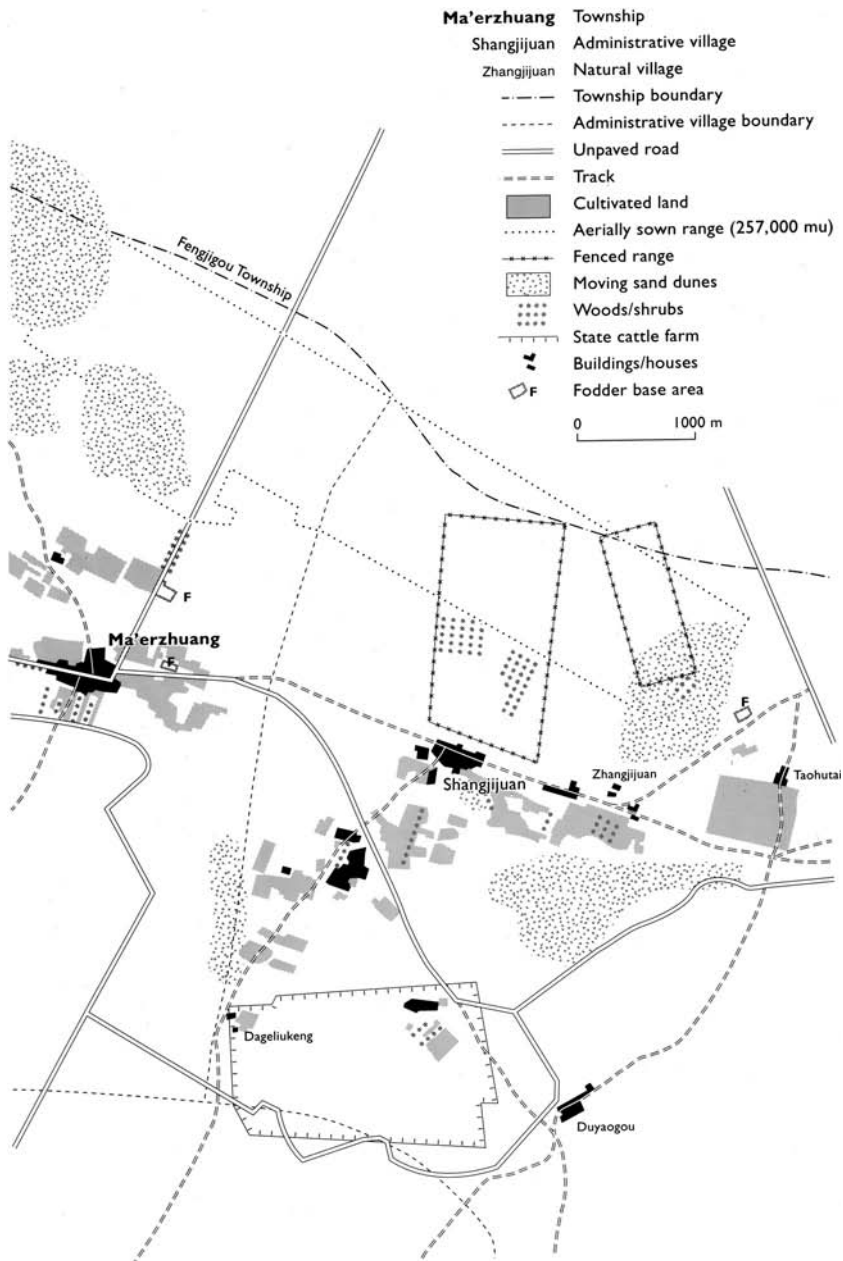 Ma'erzhuang Township
Shangjijuan Administrative village
Zhangjijuan Natural village
Township boundary
Administrative village boundary
Unpaved road
Track
Cultivated land
Aerially sown range (257,000 mu)
Fenced range
Moving sand dunes
Woods/shrubs
State cattle farm
Buildings/houses
F Fodder base area
0 1000 m
Fengjigou Township
F
Ma'erzhuang
F
F
Zhangjijuan
Taohutai
Shangjijuan
Dageliukeng
Duyaogou